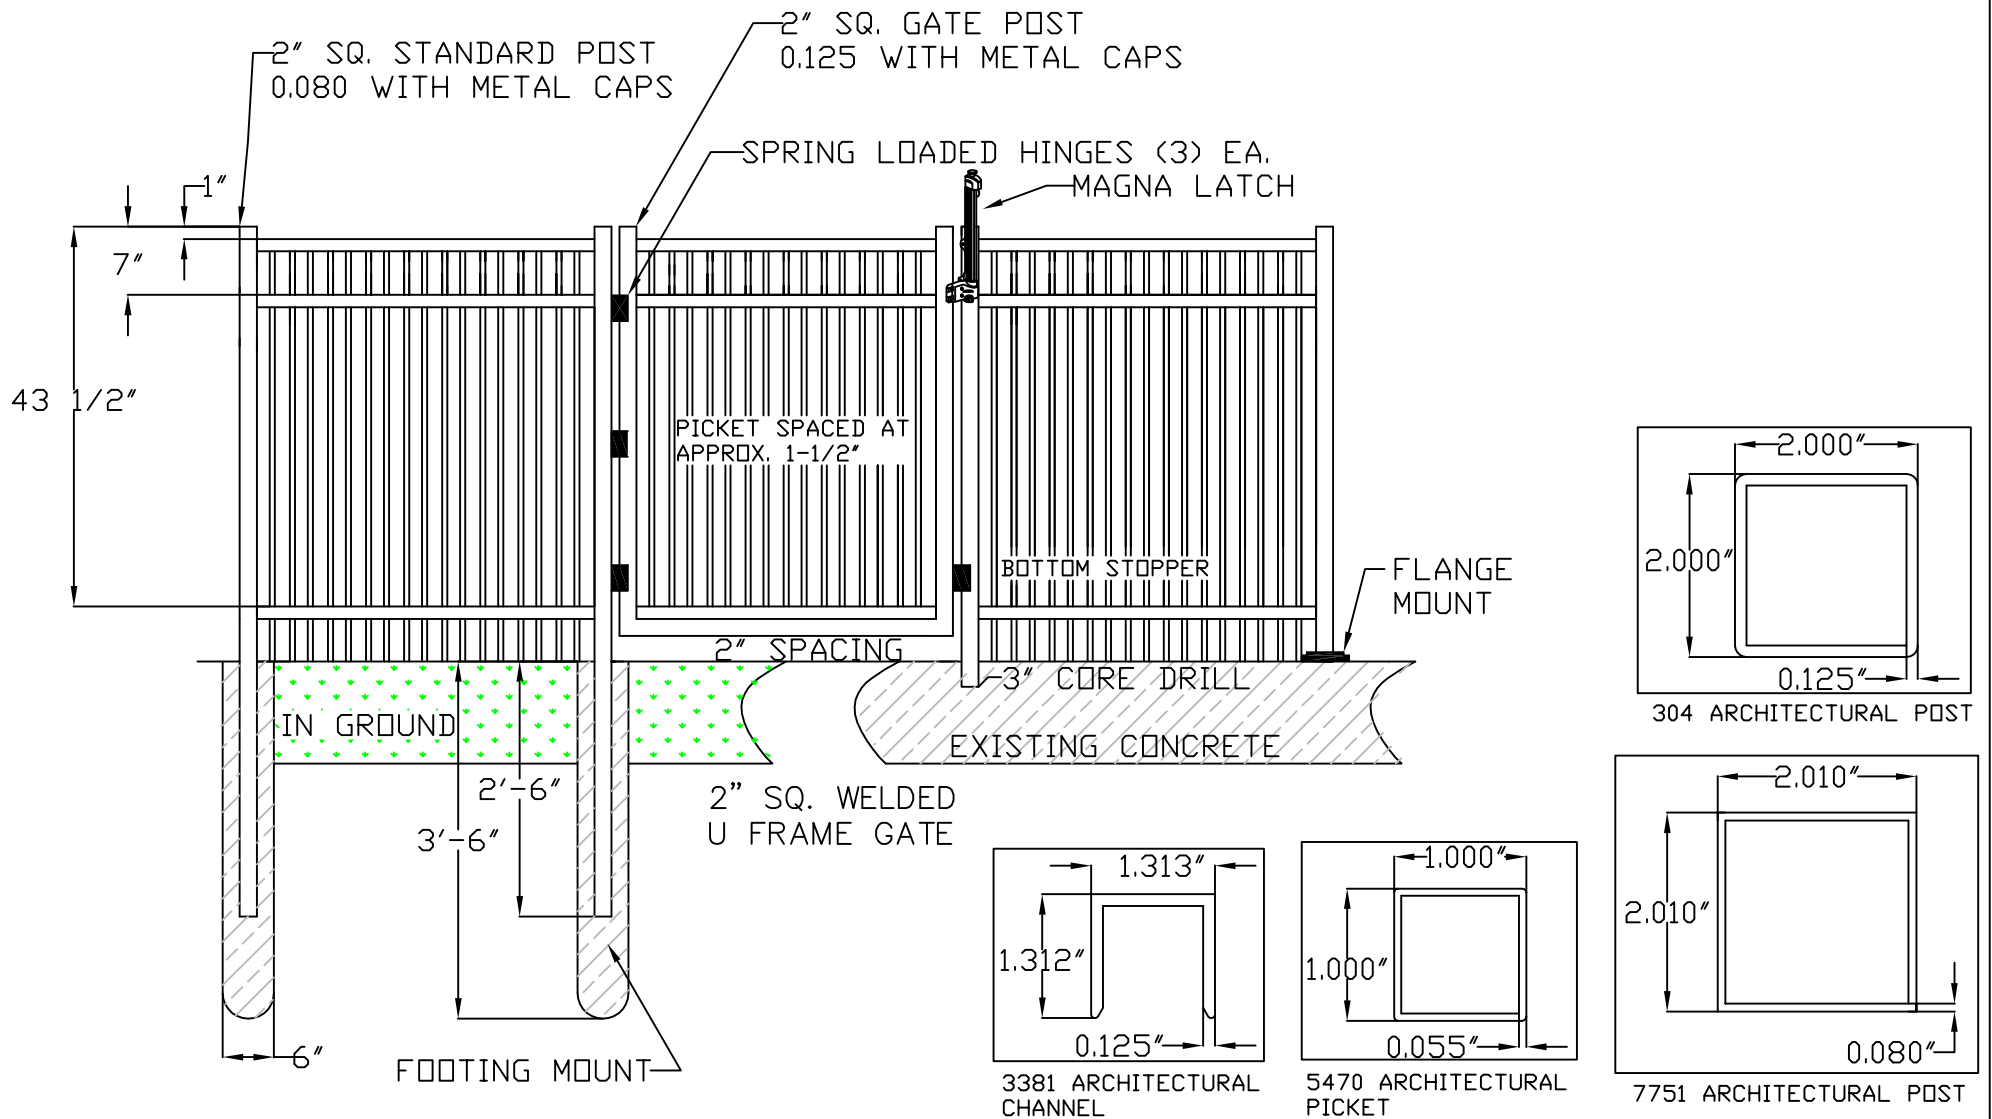 2" SQ. STANDARD POST
0.080 WITH METAL CAPS
2" SQ. GATE POST
0.125 WITH METAL CAPS
SPRING LOADED HINGES (3) EA.
MAGNA LATCH
1"
7"
43 1/2"
PICKET SPACED AT
APPROX. 1-1/2"
BOTTOM STOPPER
FLANGE
MOUNT
2" SPACING
3" CORE DRILL
IN GROUND
EXISTING CONCRETE
2'-6"
3'-6"
2” SQ. WELDED
U FRAME GATE
6"
FOOTING MOUNT
2.000"
2.000"
0.125"
304 ARCHITECTURAL POST
2.010"
2.010"
0.080"
7751 ARCHITECTURAL POST
1.313"
1.312"
0.125"
3381 ARCHITECTURAL
CHANNEL
1.000"
1.000"
0.055"
5470 ARCHITECTURAL
PICKET